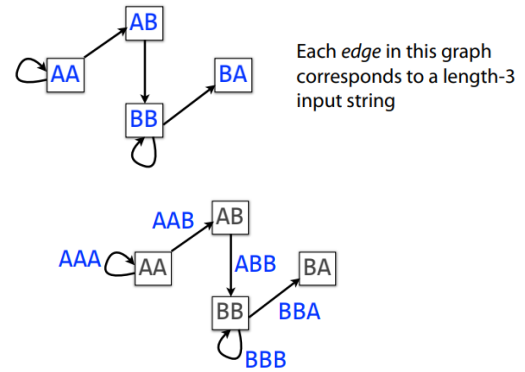 AB
Each edge in this graph
corresponds to a length-3
input string
AA
BA
BB
AAB
AB
AAA
AA
ABB
BA
BB
BBA
BBB